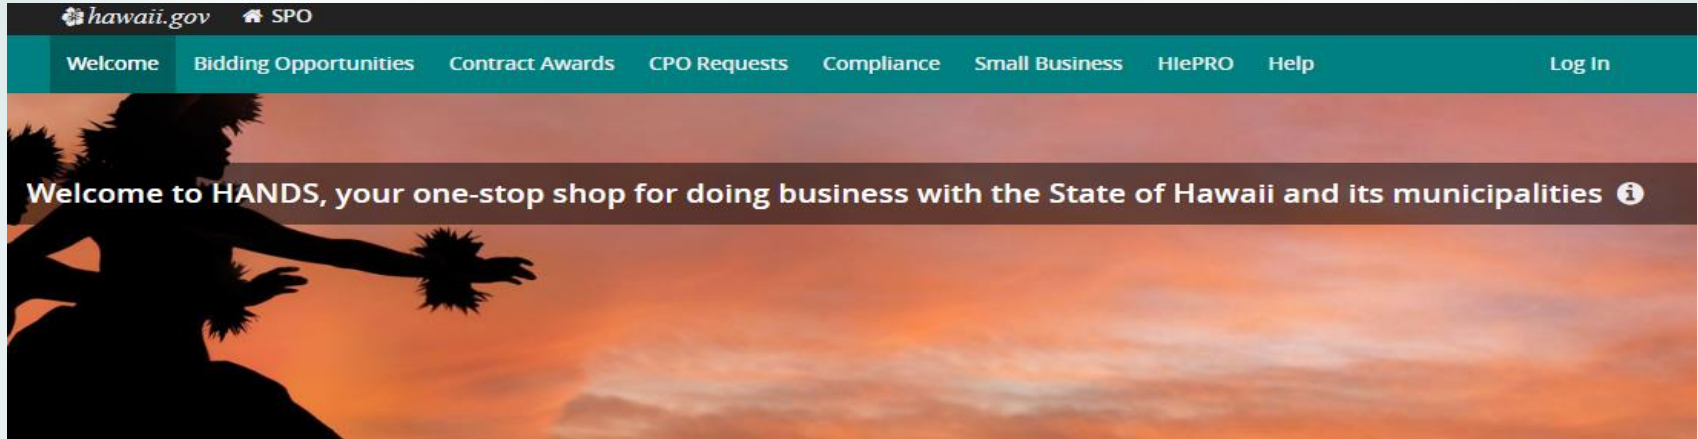 hawaii.gov SPO
Welcome Bidding Opportunities Contract Awards CPO Requests Compliance Small Business HIePRO Help Log In
Welcome to HANDS, your one-stop shop for doing business with the State of Hawaii and its municipalities